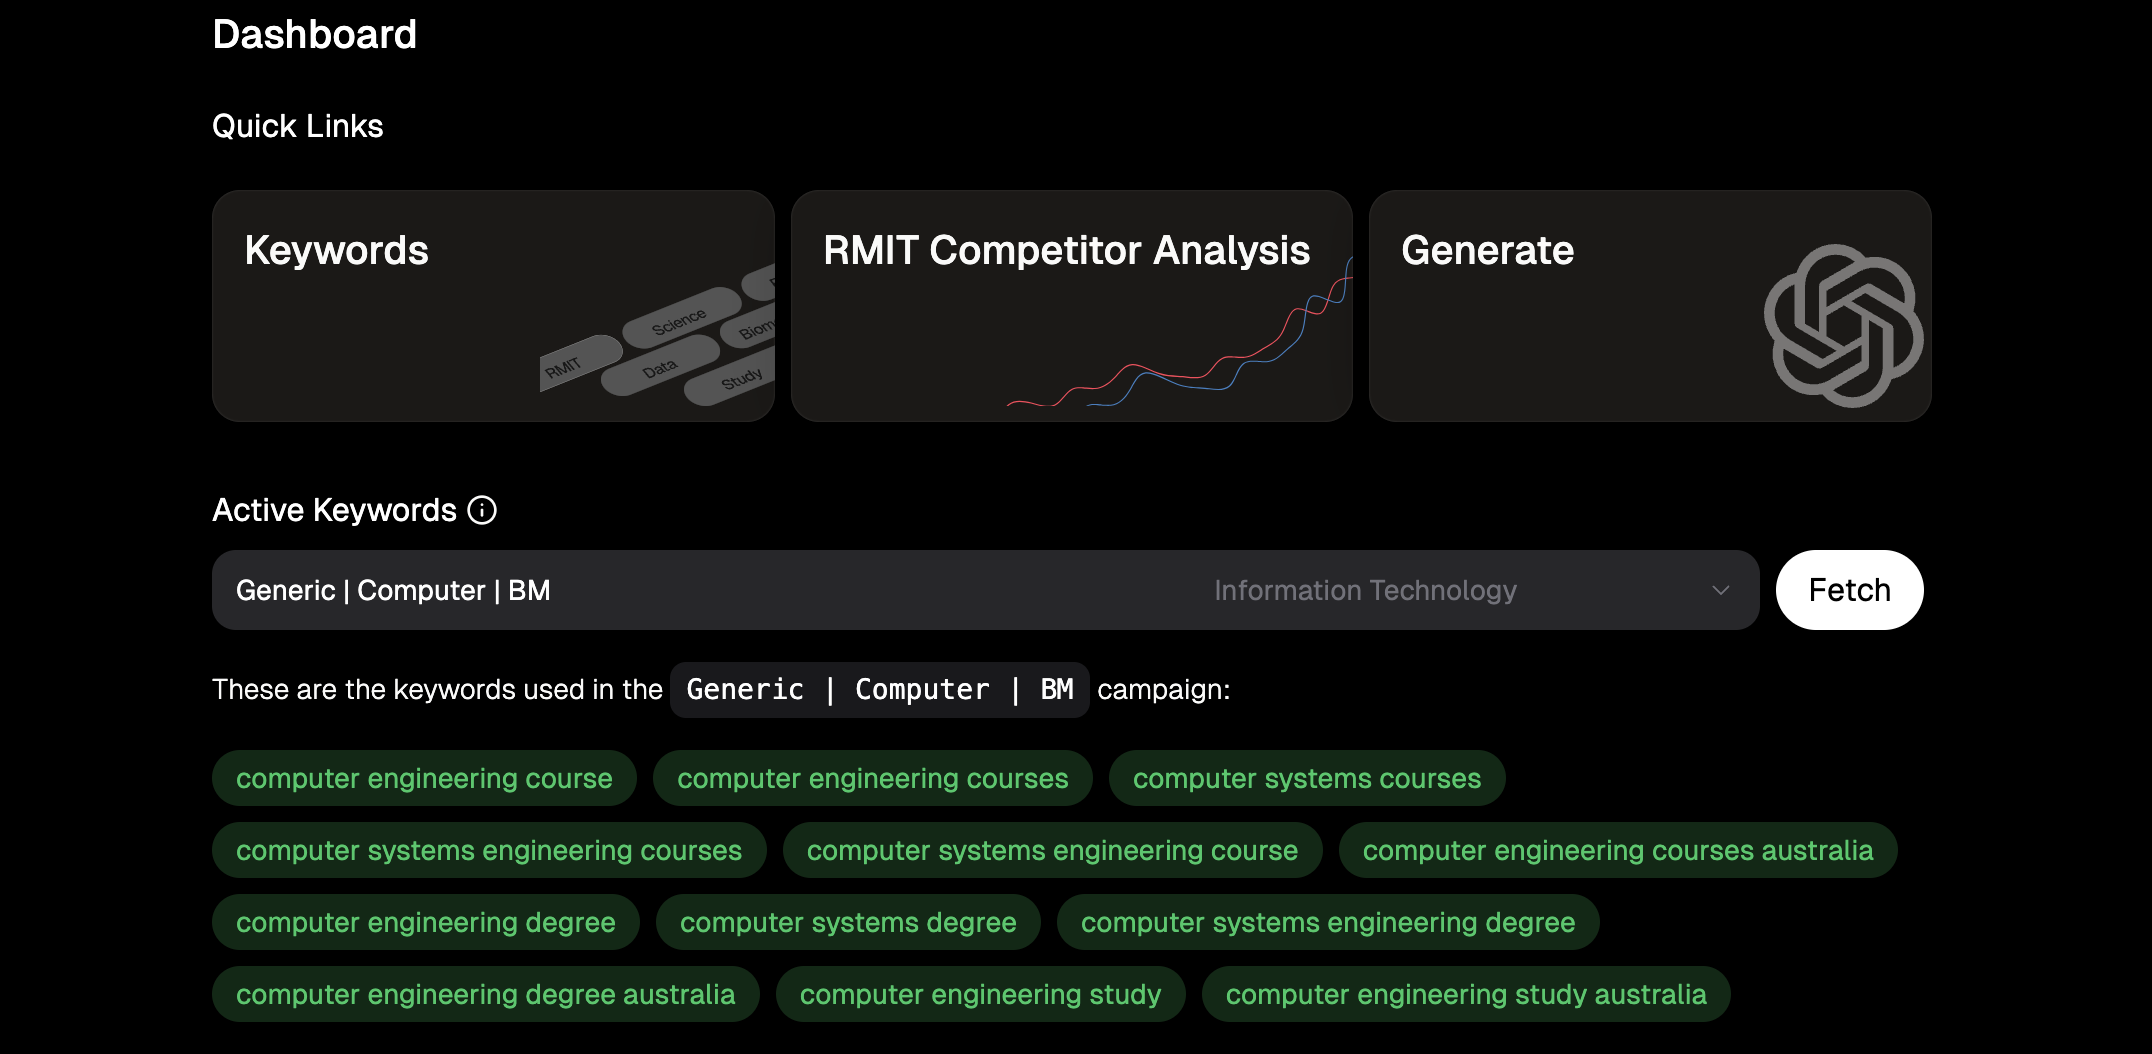 Dashboard
Quick Links
Keywords
RMIT
Science
Data
Study
RMIT Competitor Analysis
Generate
Active Keywords
Generic | Computer | BM Information Technology
Fetch
These are the keywords used in the Generic | Computer | BM campaign:
computer engineering course computer engineering courses computer systems courses
computer systems engineering courses computer systems engineering course computer engineering courses australia
computer engineering degree computer systems degree computer systems engineering degree
computer engineering degree australia computer engineering study computer engineering study australia